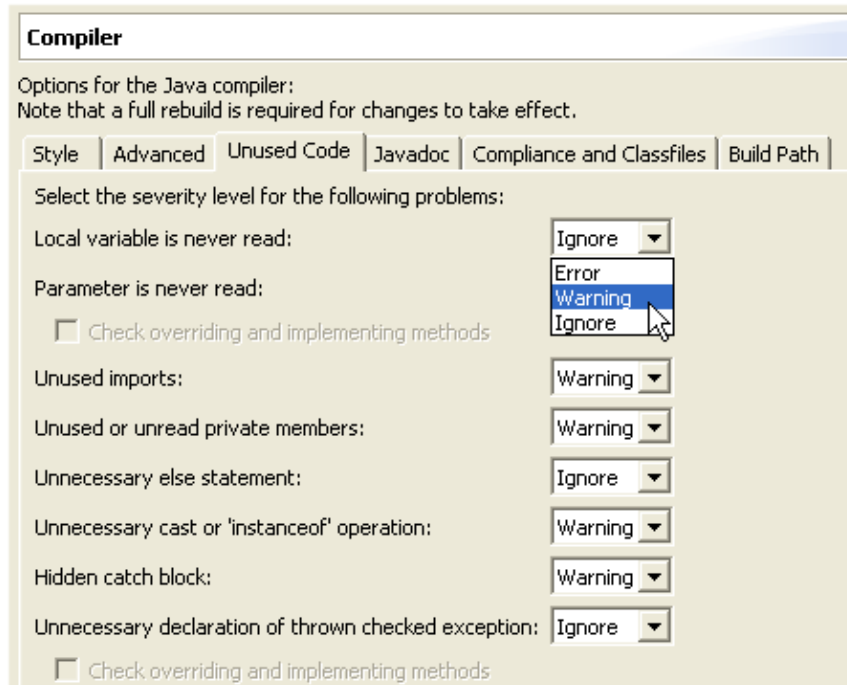 Compiler
Options for the Java compiler:
Note that a full rebuild is required for changes to take effect.
Style Advanced Unused Code Javadoc Compliance and Classfiles Build Path
Select the severity level for the following problems:
Local variable is never read: Ignore
Error
Parameter is never read:
Warning
Ignore
Check overriding and implementing methods
Unused imports: Warning
Unused or unread private members: Warning
Unnecessary else statement: Ignore
Unnecessary cast or 'instanceof' operation: Warning
Hidden catch block: Warning
Unnecessary declaration of thrown checked exception: Ignore
Check overriding and implementing methods